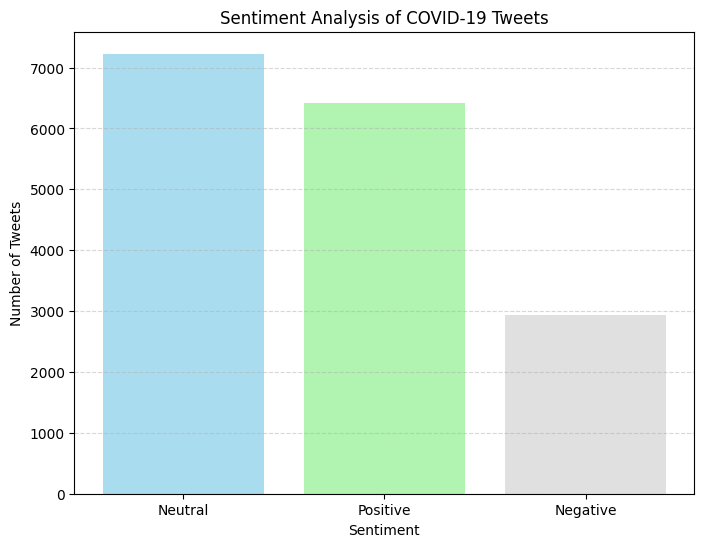 Sentiment Analysis of COVID-19 Tweets
Number of Tweets
7000
6000
5000
4000
3000
2000
1000
0
Neutral Positive Negative
Sentiment